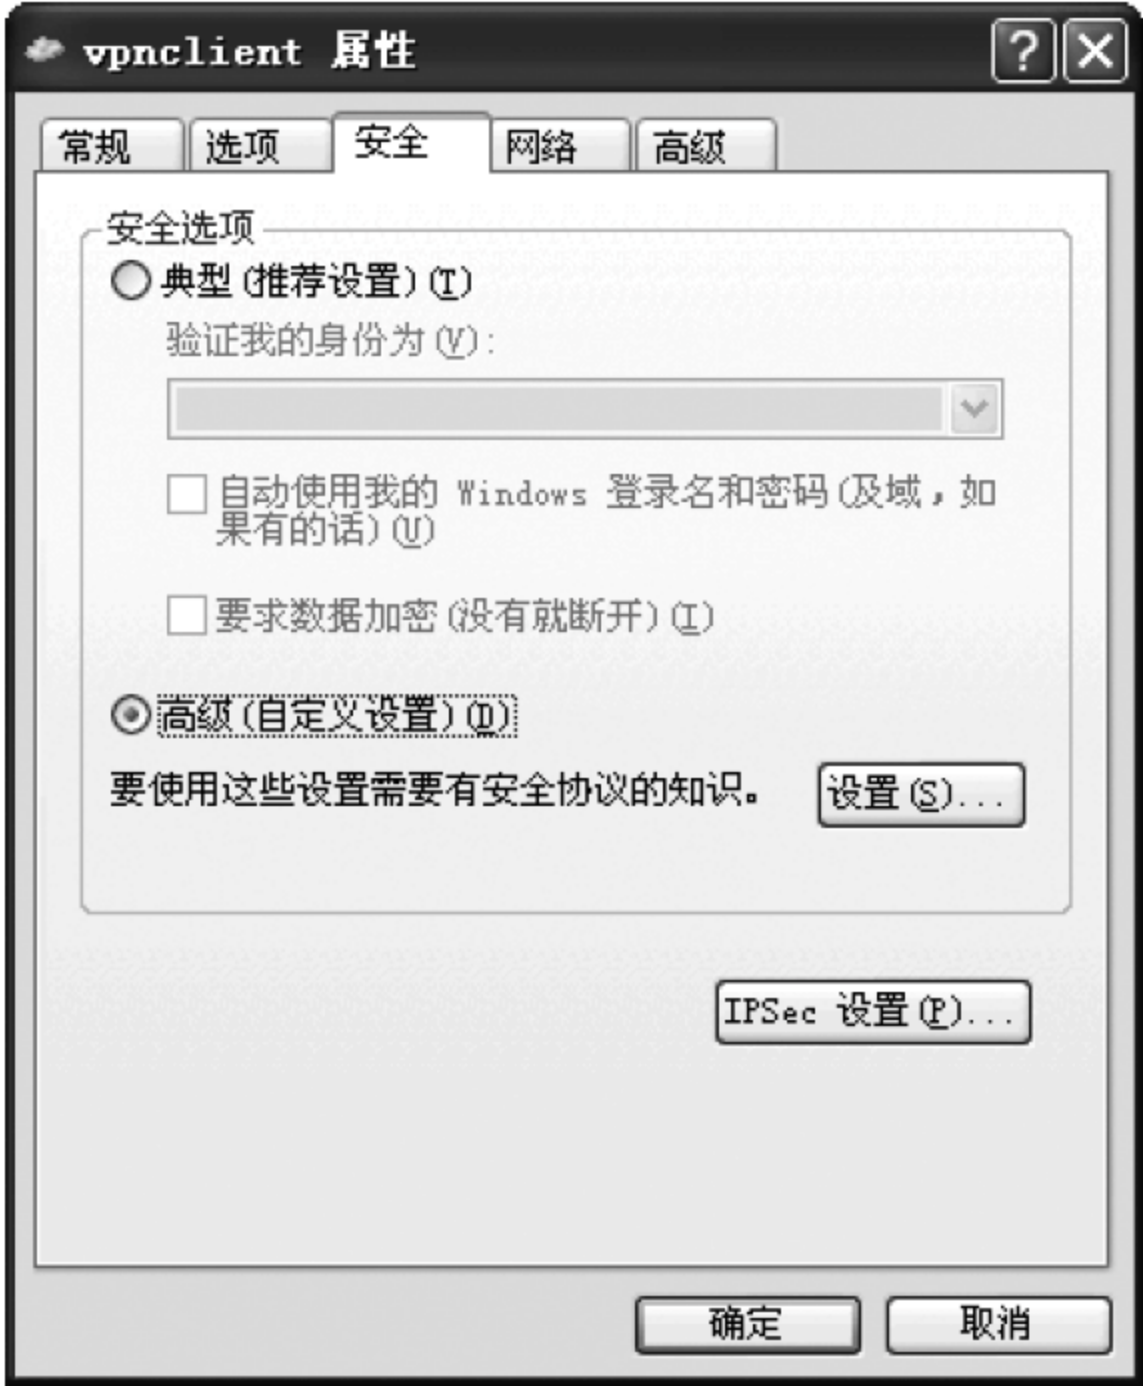 vpnclient 属性
常规 选项 安全 网络 高级
安全选项
典型(推荐设置)(T)
验证我的身份为(V):
自动使用我的 Windows 登录名和密码(及域,如
果有的话)(U)
要求数据加密(没有就断开)(I)
高级(自定义设置)(D)
要使用这些设置需要有安全协议的知识。
设置(S)...
IPSec 设置(P)...
确定 取消